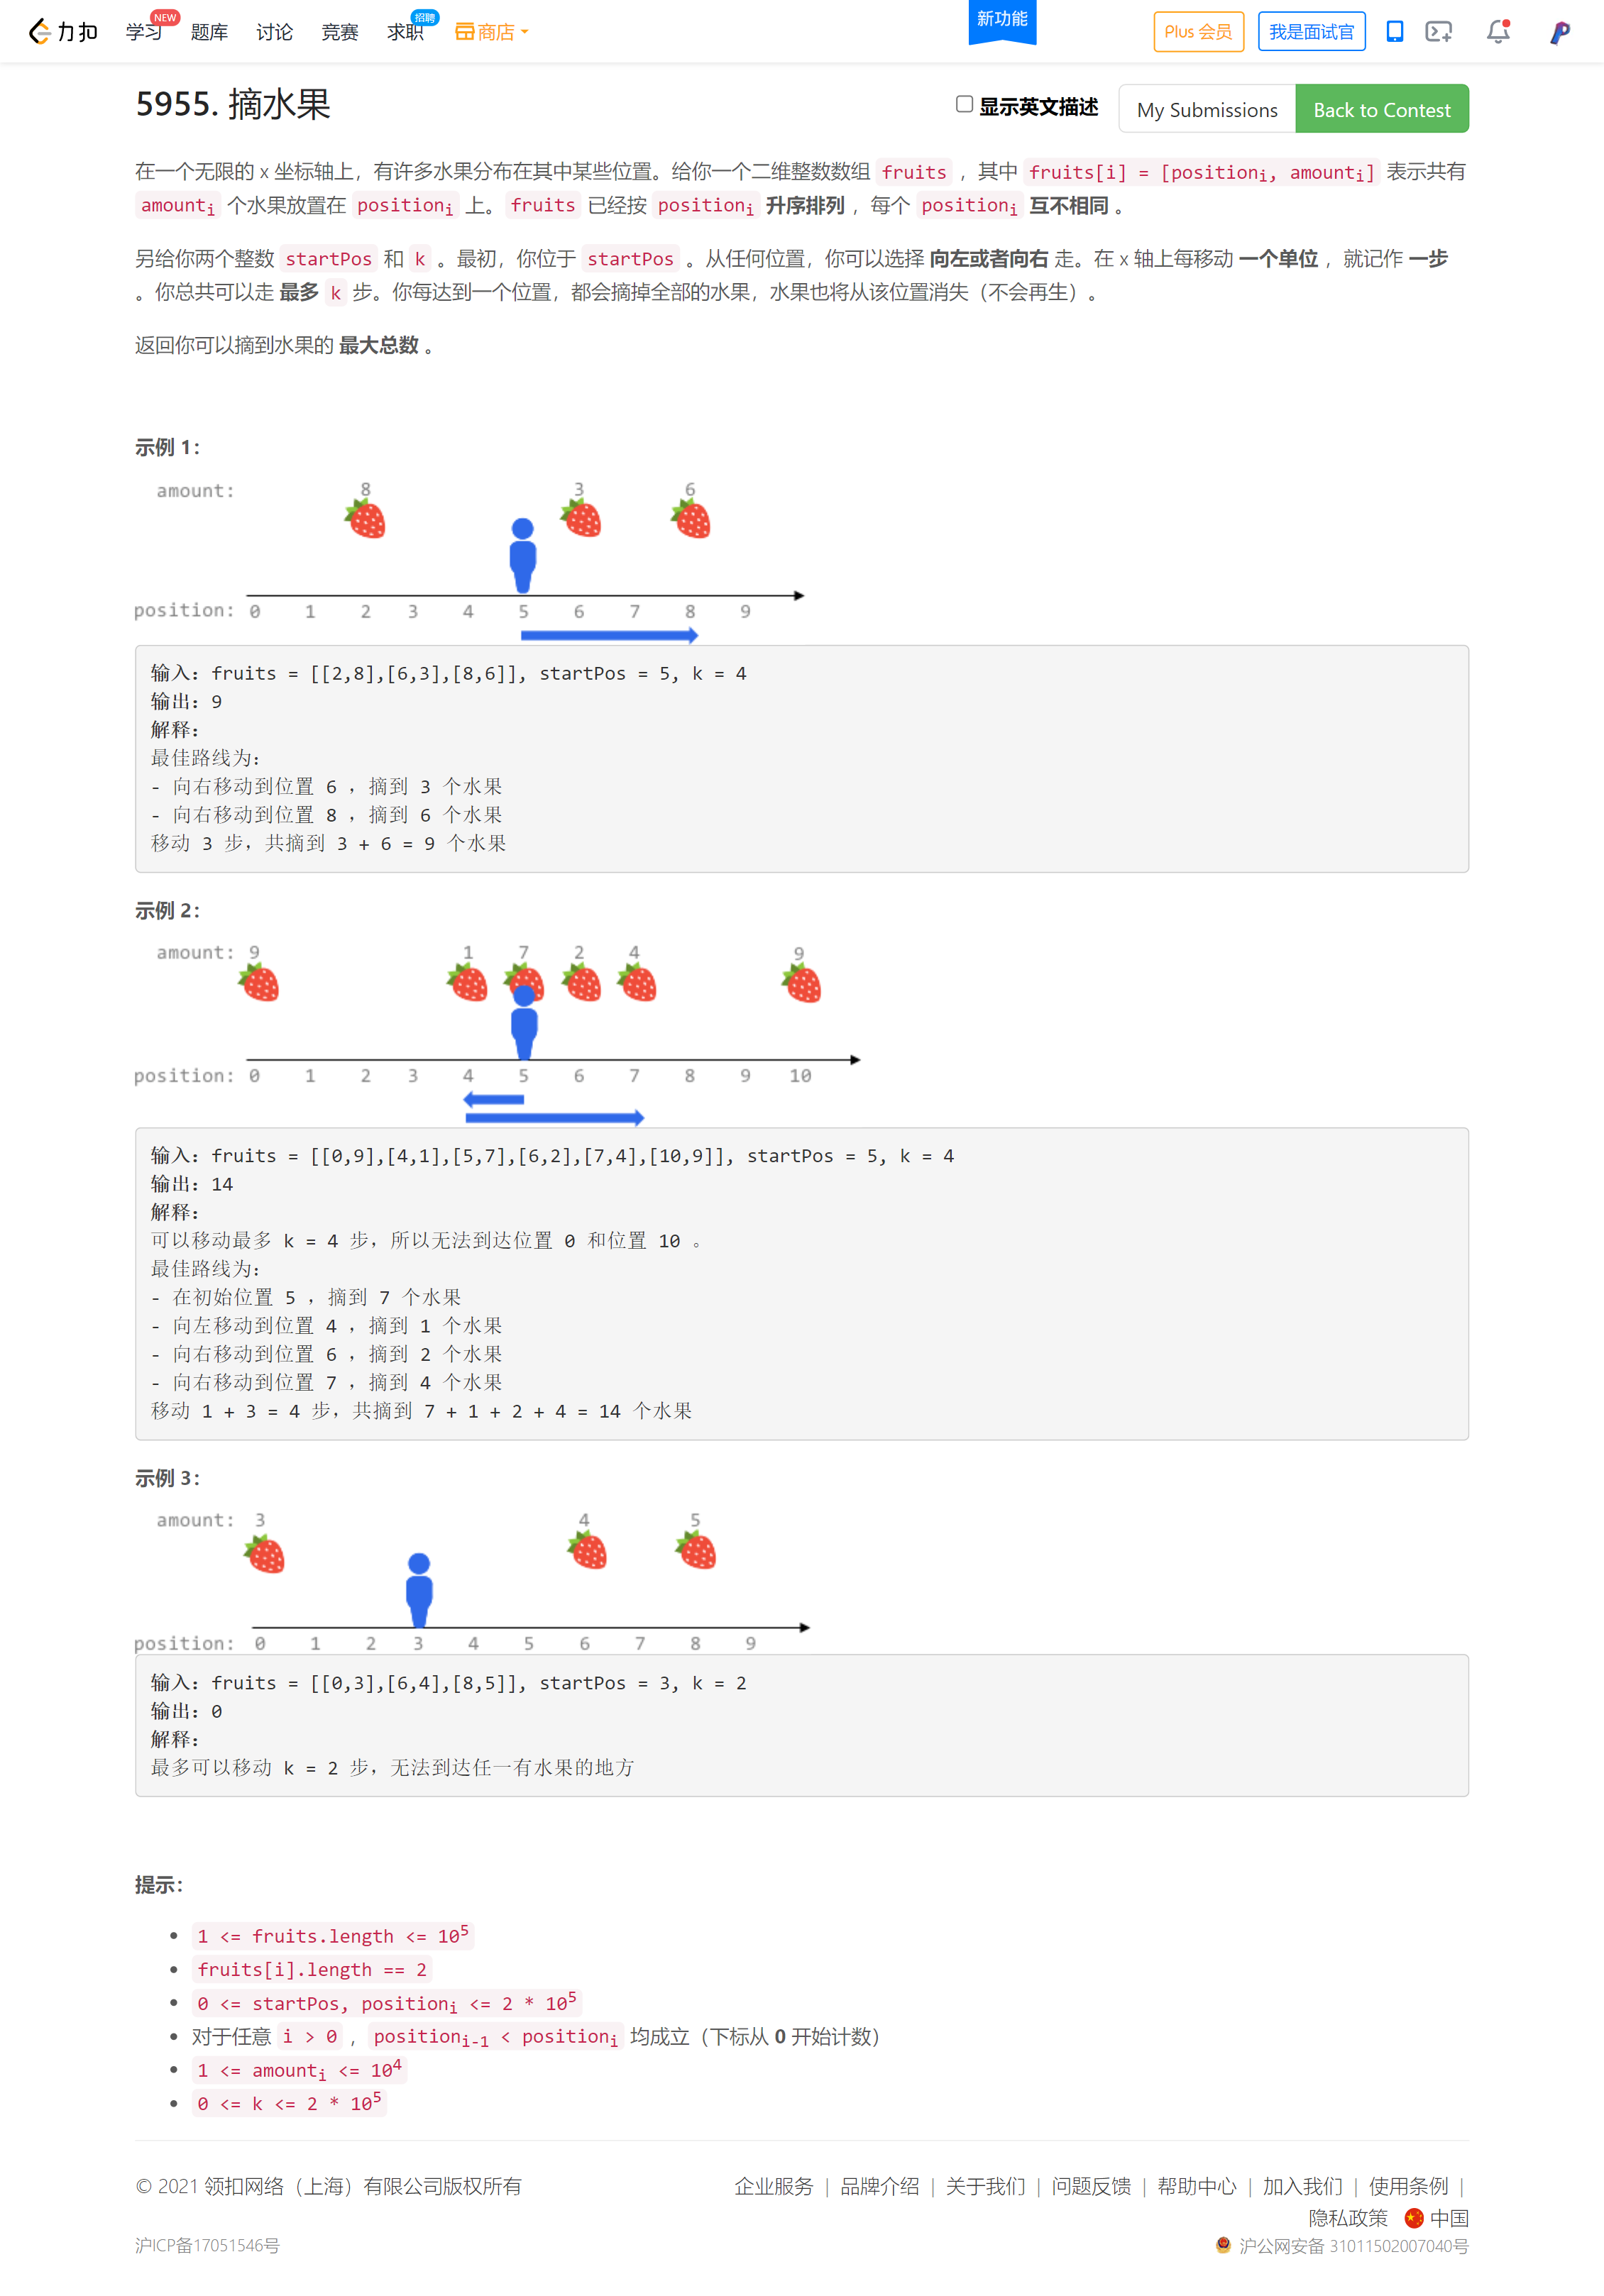 力扣 学习 NEW 题库 讨论 竞赛 求职 招聘 商店 新功能 Plus 会员 我是面试官
5955. 摘水果 显示英文描述 My Submissions Back to Contest
在一个无限的 x 坐标轴上，有许多水果分布在其中某些位置。给你一个二维整数数组 fruits ，其中 fruits[i] = [positioni, amounti] 表示共有
amounti 个水果放置在 positioni 上。fruits 已经按 positioni 升序排列 ，每个 positioni 互不相同 。
另给你两个整数 startPos 和 k 。最初，你位于 startPos 。从任何位置，你可以选择 向左或者向右 走。在 x 轴上每移动 一个单位 ，就记作 一步
。你总共可以走 最多 k 步。你每达到一个位置，都会摘掉全部的水果，水果也将从该位置消失（不会再生）。
返回你可以摘到水果的 最大总数 。
示例 1：
amount: 8 3 6
position: 0 1 2 3 4 5 6 7 8 9
输入：fruits = [[2,8],[6,3],[8,6]], startPos = 5, k = 4
输出：9
解释：
最佳路线为：
- 向右移动到位置 6 ，摘到 3 个水果
- 向右移动到位置 8 ，摘到 6 个水果
移动 3 步，共摘到 3 + 6 = 9 个水果
示例 2：
amount: 9 1 7 2 4 9
position: 0 1 2 3 4 5 6 7 8 9 10
输入：fruits = [[0,9],[4,1],[5,7],[6,2],[7,4],[10,9]], startPos = 5, k = 4
输出：14
解释：
可以移动最多 k = 4 步，所以无法到达位置 0 和位置 10 。
最佳路线为：
- 在初始位置 5 ，摘到 7 个水果
- 向左移动到位置 4 ，摘到 1 个水果
- 向右移动到位置 6 ，摘到 2 个水果
- 向右移动到位置 7 ，摘到 4 个水果
移动 1 + 3 = 4 步，共摘到 7 + 1 + 2 + 4 = 14 个水果
示例 3：
amount: 3 4 5
position: 0 1 2 3 4 5 6 7 8 9
输入：fruits = [[0,3],[6,4],[8,5]], startPos = 3, k = 2
输出：0
解释：
最多可以移动 k = 2 步，无法到达任一有水果的地方
提示：
1 <= fruits.length <= 10⁵
fruits[i].length == 2
0 <= startPos, positioni <= 2 * 10⁵
对于任意 i > 0 ，positioni-1 < positioni 均成立（下标从 0 开始计数）
1 <= amounti <= 10⁴
0 <= k <= 2 * 10⁵
© 2021 领扣网络（上海）有限公司版权所有 企业服务 | 品牌介绍 | 关于我们 | 问题反馈 | 帮助中心 | 加入我们 | 使用条例 |
隐私政策 中国
沪ICP备17051546号 沪公网安备 31011502007040号